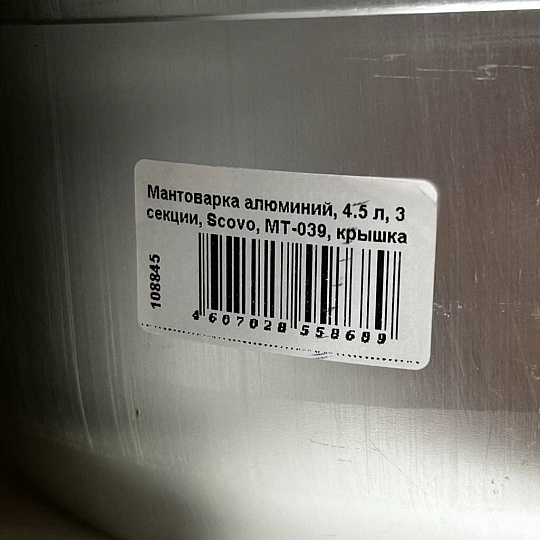 Мантоварка алюминий, 4.5 л, 3
секции, Scovo, МТ-039, крышка
108845
4 607028 558689